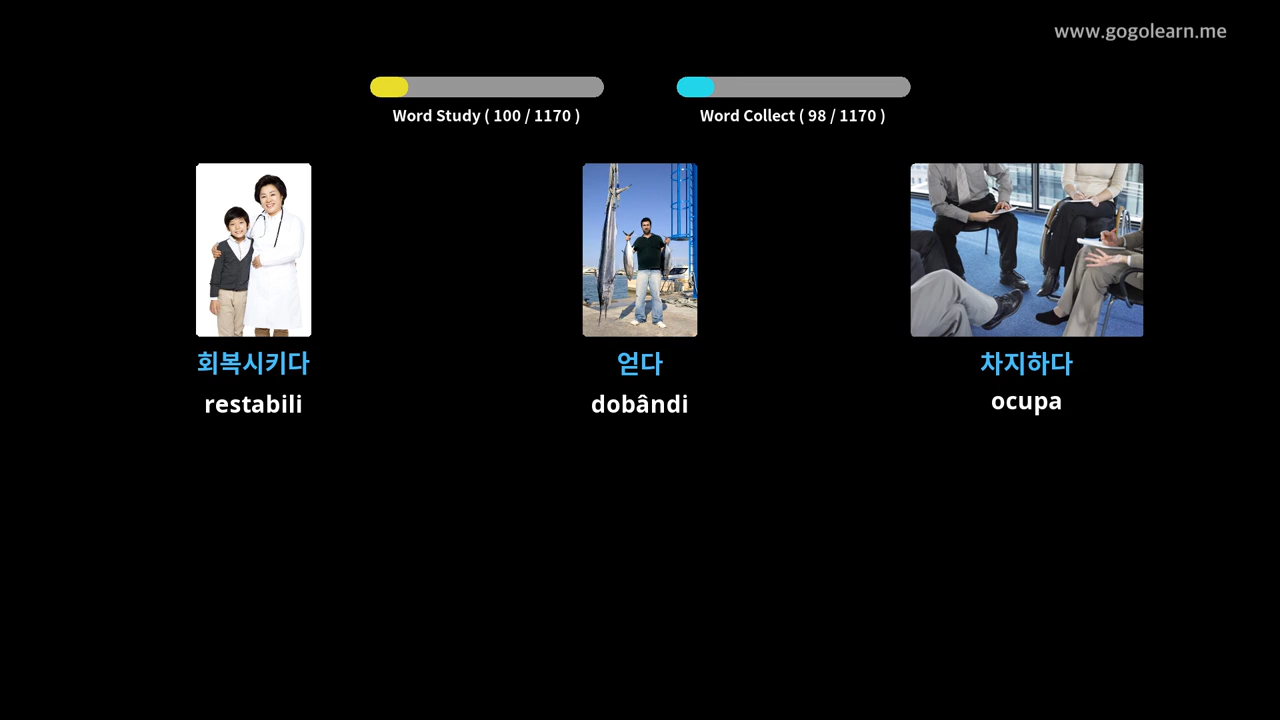 www.gogolearn.me
Word Study ( 100 / 1170 )
Word Collect ( 98 / 1170 )
회복시키다
얻다
차지하다
restabili
dobândi
ocupa